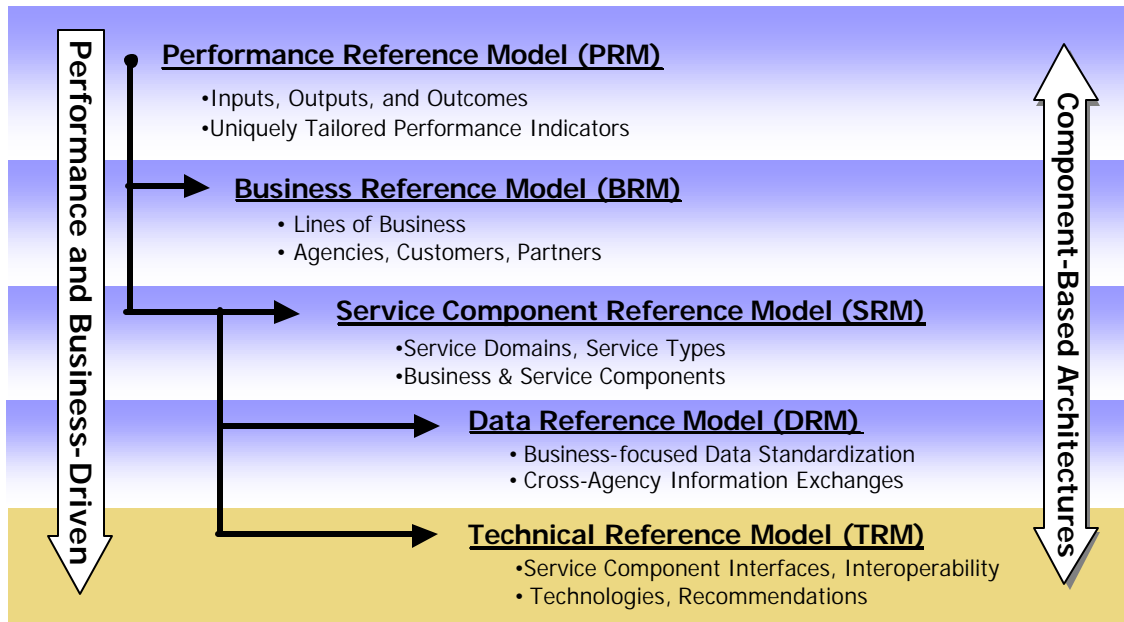 Performance and Business-Driven
Performance Reference Model (PRM)
•Inputs, Outputs, and Outcomes
•Uniquely Tailored Performance Indicators
Business Reference Model (BRM)
• Lines of Business
• Agencies, Customers, Partners
Service Component Reference Model (SRM)
•Service Domains, Service Types
•Business & Service Components
Data Reference Model (DRM)
• Business-focused Data Standardization
• Cross-Agency Information Exchanges
Technical Reference Model (TRM)
•Service Component Interfaces, Interoperability
• Technologies, Recommendations
Component-Based Architectures